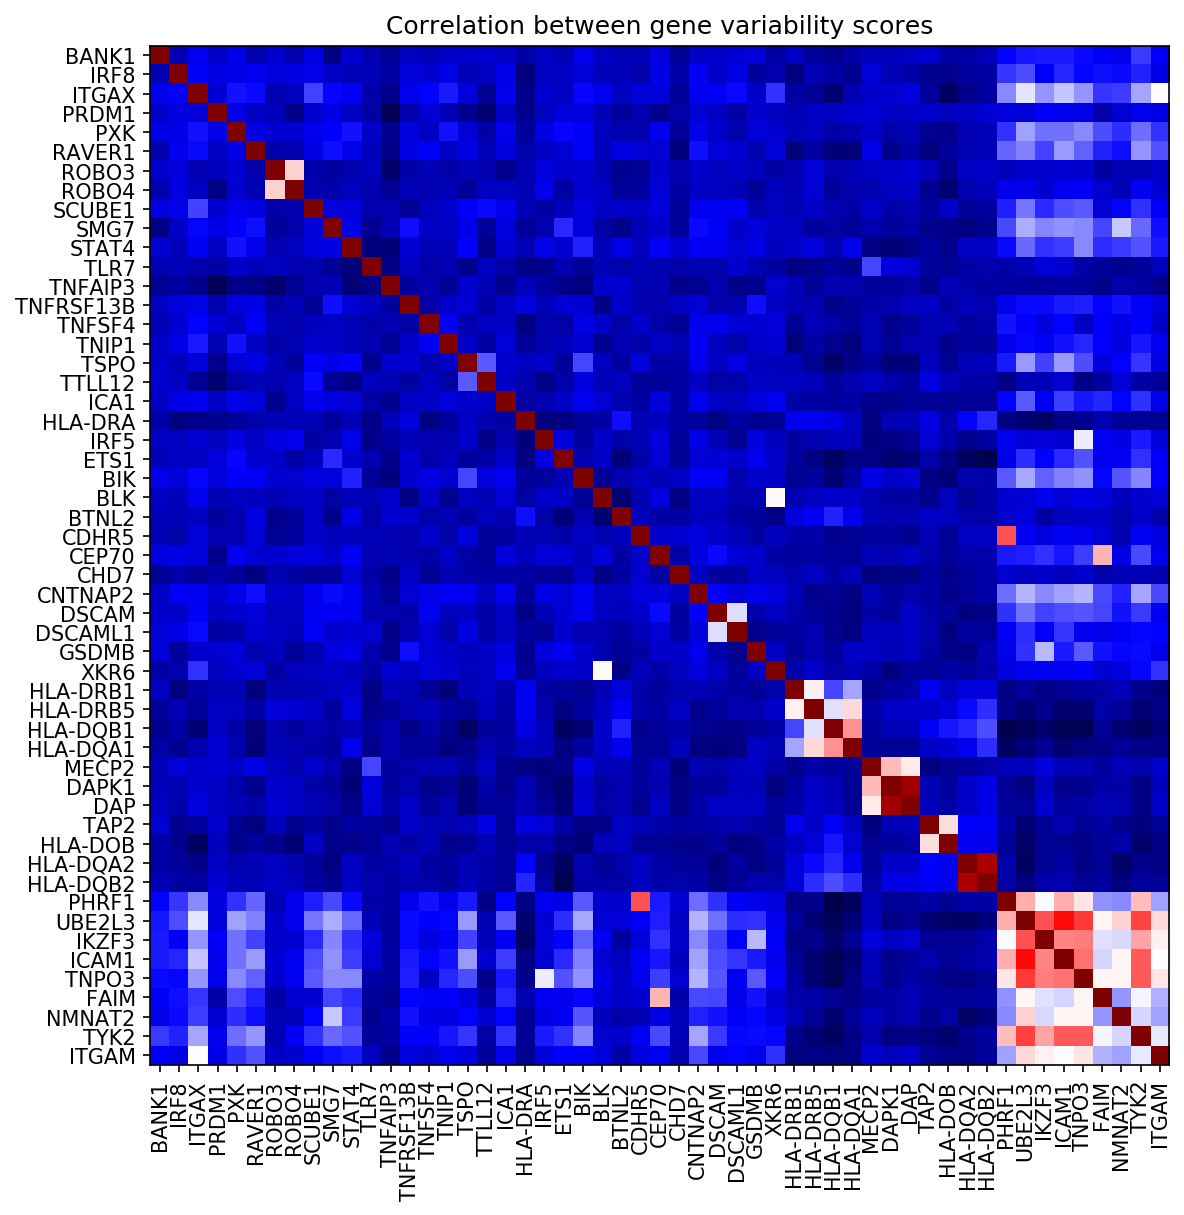 Correlation between gene variability scores
BANK1
IRF8
ITGAX
PRDM1
PXK
RAVER1
ROBO3
ROBO4
SCUBE1
SMG7
STAT4
TLR7
TNFAIP3
TNFRSF13B
TNFSF4
TNIP1
TSPO
TTLL12
ICA1
HLA-DRA
IRF5
ETS1
BIK
BLK
BTNL2
CDHR5
CEP70
CHD7
CNTNAP2
DSCAM
DSCAML1
GSDMB
XKR6
HLA-DRB1
HLA-DRB5
HLA-DQB1
HLA-DQA1
MECP2
DAPK1
DAP
TAP2
HLA-DOB
HLA-DQA2
HLA-DQB2
PHRF1
UBE2L3
IKZF3
ICAM1
TNPO3
FAIM
NMNAT2
TYK2
ITGAM
BANK1
IRF8
ITGAX
PRDM1
PXK
RAVER1
ROBO3
ROBO4
SCUBE1
SMG7
STAT4
TLR7
TNFAIP3
TNFRSF13B
TNFSF4
TNIP1
TSPO
TTLL12
ICA1
HLA-DRA
IRF5
ETS1
BIK
BLK
BTNL2
CDHR5
CEP70
CHD7
CNTNAP2
DSCAM
DSCAML1
GSDMB
XKR6
HLA-DRB1
HLA-DRB5
HLA-DQB1
HLA-DQA1
MECP2
DAPK1
DAP
TAP2
HLA-DOB
HLA-DQA2
HLA-DQB2
PHRF1
UBE2L3
IKZF3
ICAM1
TNPO3
FAIM
NMNAT2
TYK2
ITGAM